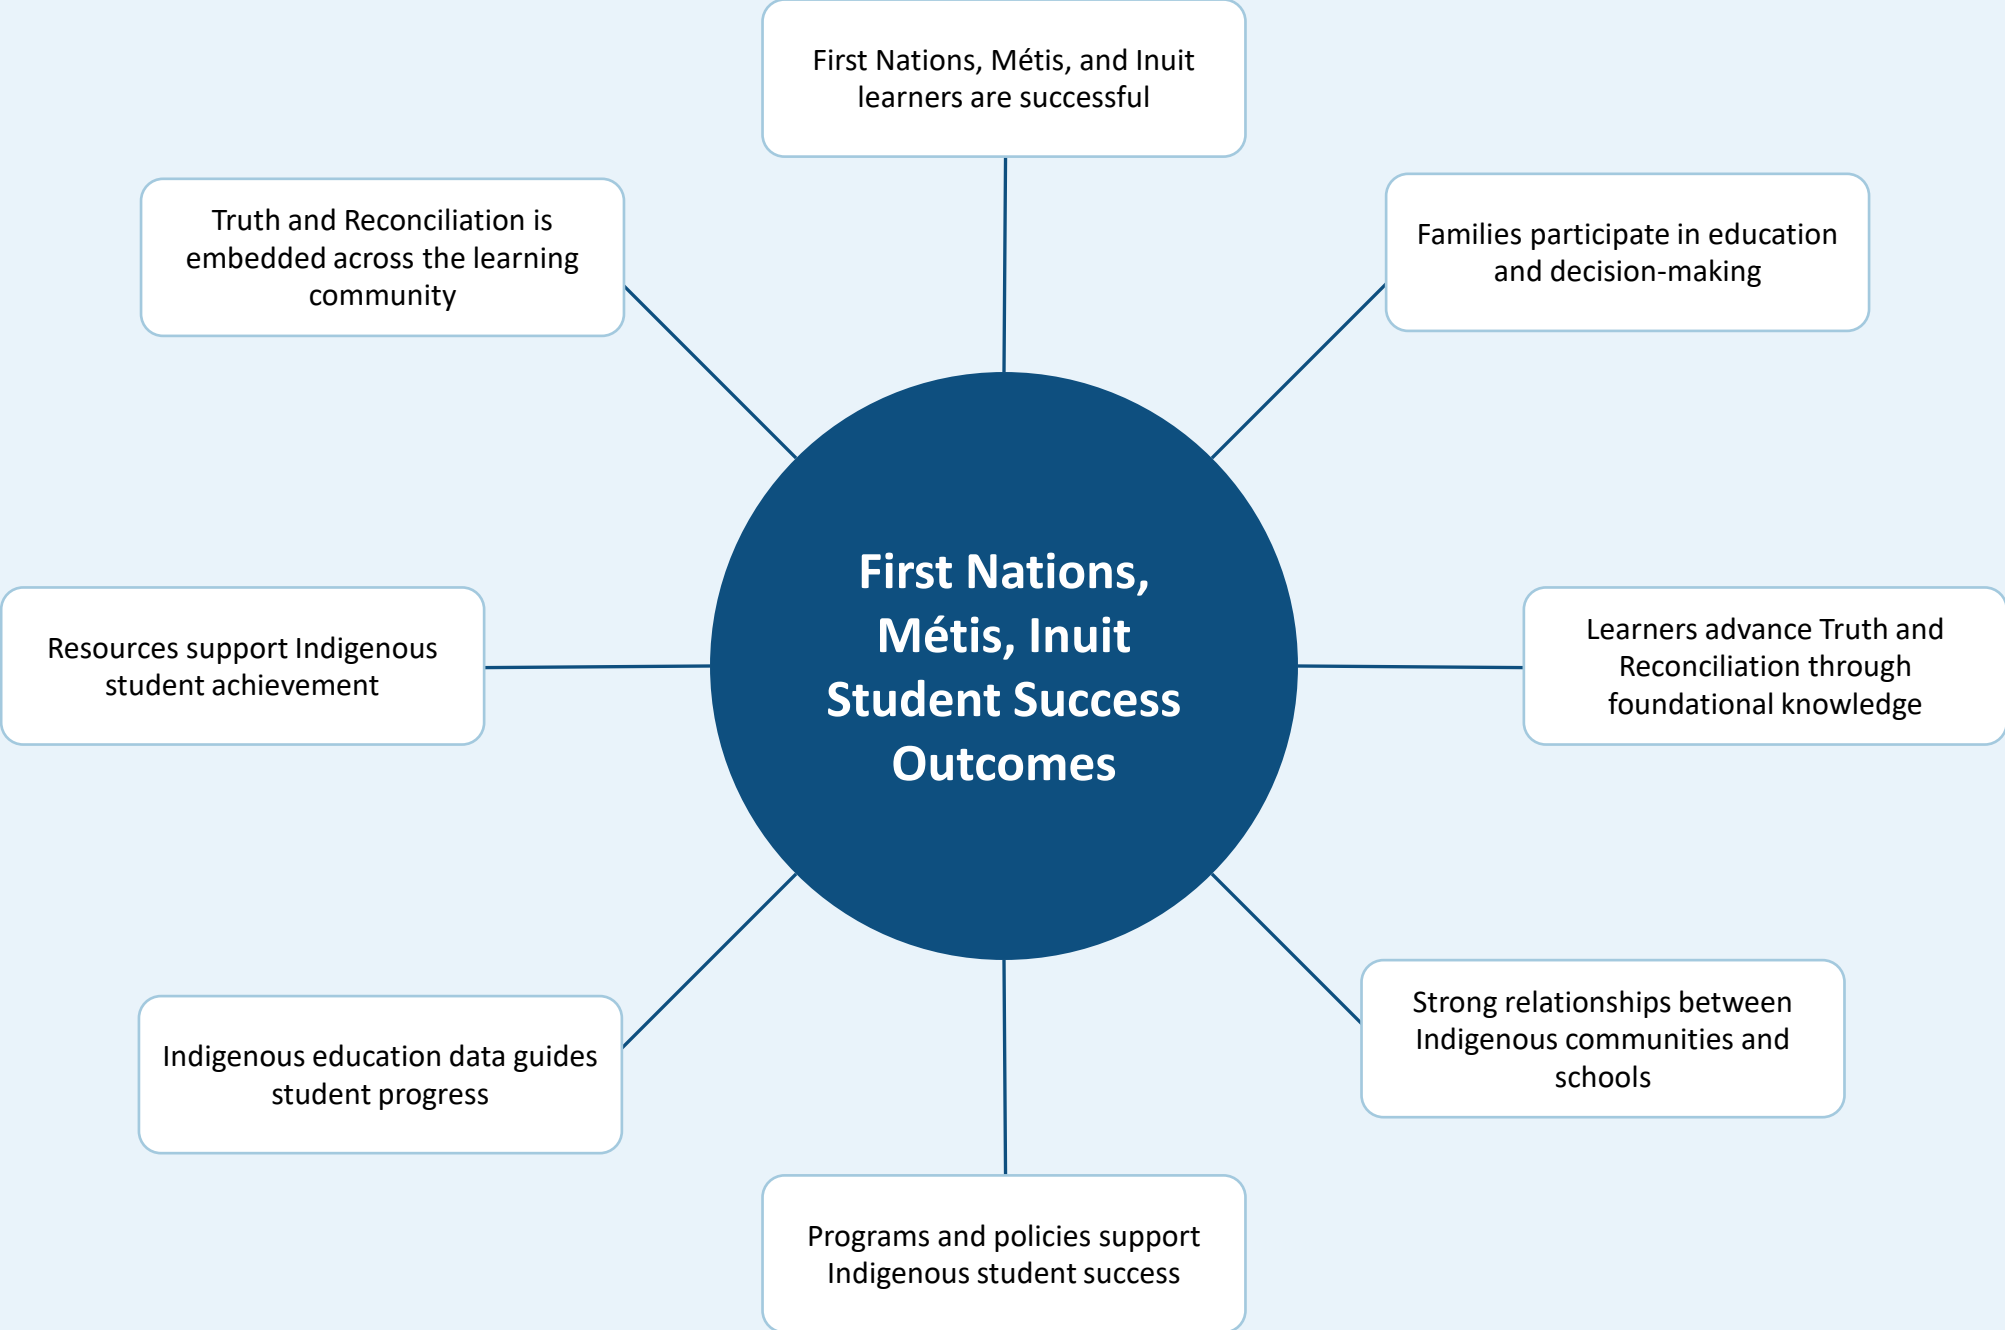 First Nations, Métis, and Inuit
learners are successful
Truth and Reconciliation is
embedded across the learning
community
Families participate in education
and decision-making
First Nations,
Métis, Inuit
Student Success
Outcomes
Resources support Indigenous
student achievement
Learners advance Truth and
Reconciliation through
foundational knowledge
Indigenous education data guides
student progress
Strong relationships between
Indigenous communities and
schools
Programs and policies support
Indigenous student success